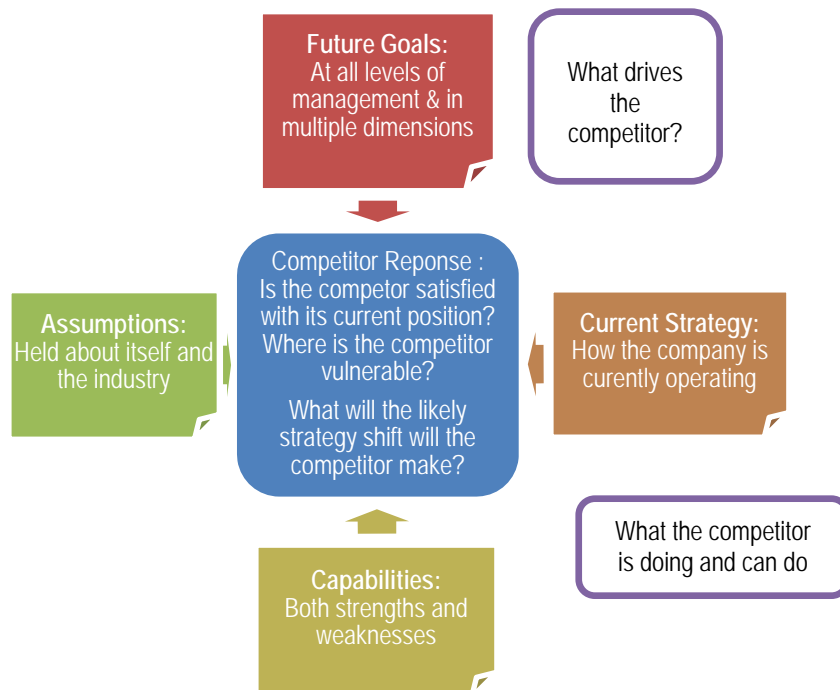 Future Goals:
At all levels of
management & in
multiple dimensions
What drives
the
competitor?
Competitor Reponse :
Is the competor satisfied
with its current position?
Where is the competitor
vulnerable?
What will the likely
strategy shift will the
competitor make?
Assumptions:
Held about itself and
the industry
Current Strategy:
How the company is
curently operating
Capabilities:
Both strengths and
weaknesses
What the competitor
is doing and can do